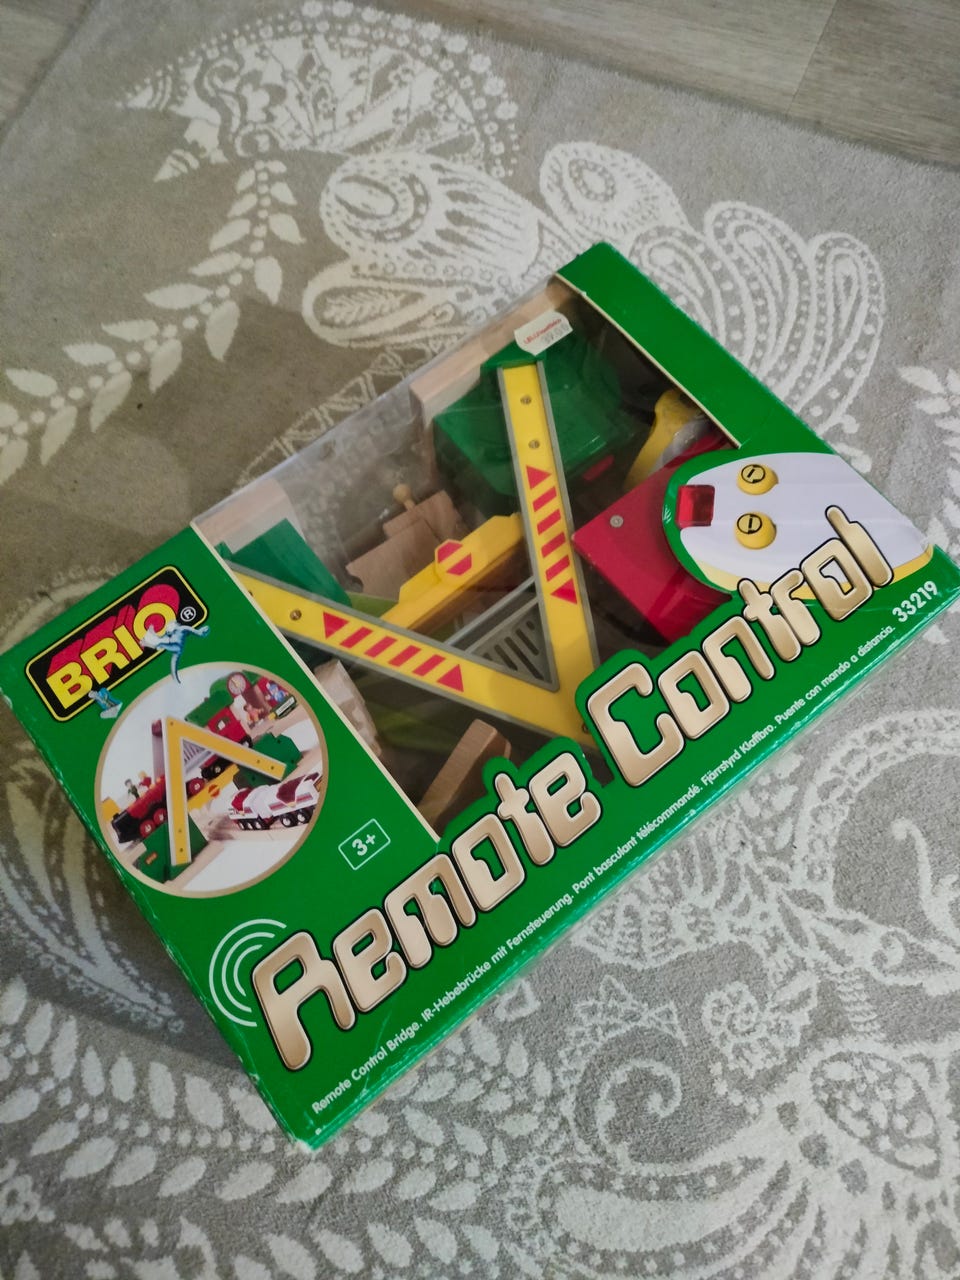 BRIO®
3+
Remote Control
33219
Remote Control Bridge. IR-Hebebrücke mit Fernsteuerung. Pont basculant télécommandé. Fjärrstyrd Klaffbro. Puente con mando a distancia.